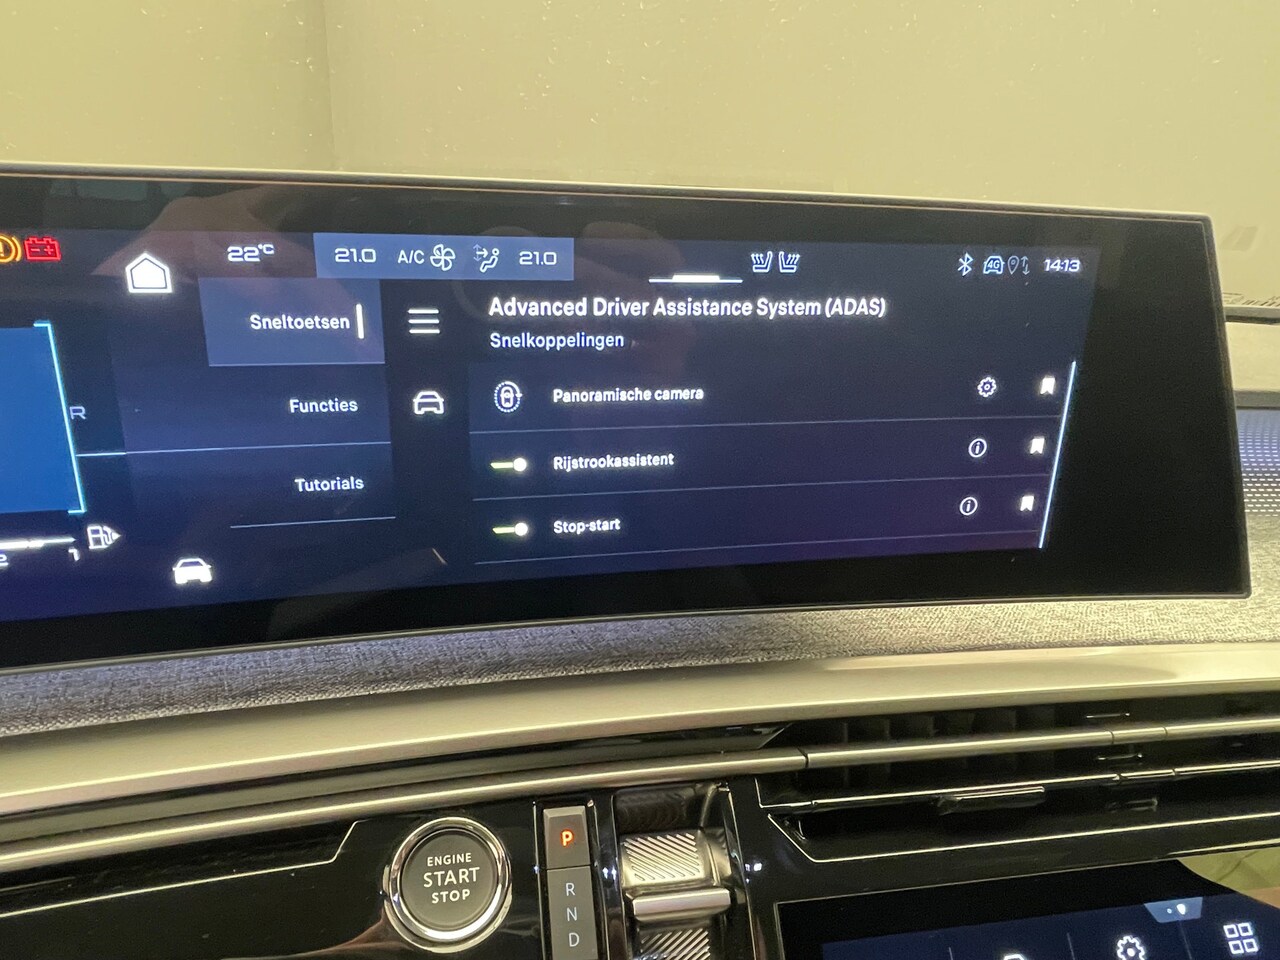 22°C
21.0 A/C 21.0
4G 14:13
Sneltoetsen
Functies
Tutorials
Advanced Driver Assistance System (ADAS)
Snelkoppelingen
Panoramische camera
Rijstrookassistent
Stop-start
R
ENGINE
START
STOP
P
R
N
D